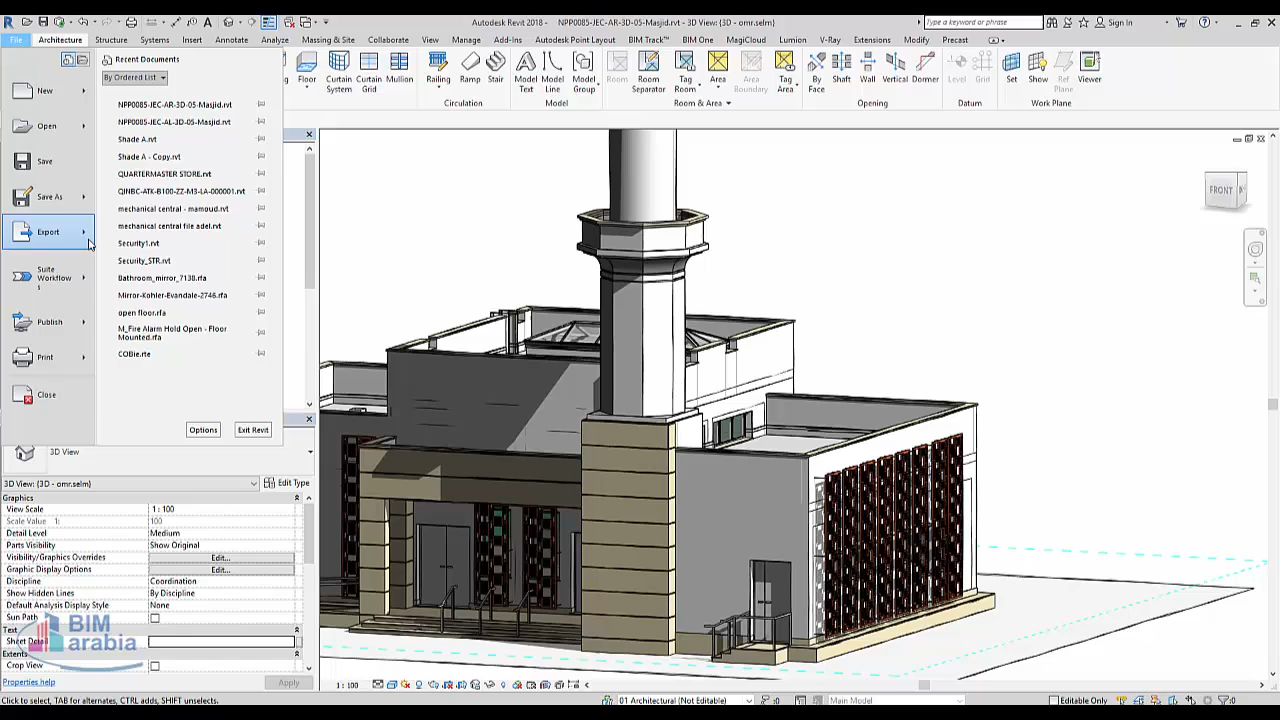 Autodesk Revit 2018 - NPP0085-JEC-AR-3D-05-Masjid.rvt - 3D View: {3D - omr.selm}
Type a keyword or phrase
Sign In
File Architecture Structure Systems Insert Annotate Analyze Massing & Site Collaborate View Manage Add-Ins Autodesk Point Layout BIM Track™ BIM One MagiCloud Lumion V-Ray Extensions Modify Precast
Recent Documents
By Ordered List
New
Open
Save
Save As
Export
Suite
Workflow
s
Publish
Print
Close
NPP0085-JEC-AR-3D-05-Masjid.rvt
NPP0085-JEC-AL-3D-05-Masjid.rvt
Shade A.rvt
Shade A - Copy.rvt
QUARTERMASTER STORE.rvt
QINBC-ATK-B100-ZZ-M3-LA-000001.rvt
mechanical central - mamoud.rvt
mechanical central file adel.rvt
Security1.rvt
Security_STR.rvt
Bathroom_mirror_7138.rfa
Mirror-Kohler-Evandale-2746.rfa
open floor.rfa
M_Fire Alarm Hold Open - Floor
Mounted.rfa
COBie.rte
Options
Exit Revit
Floor
Curtain
System
Curtain
Grid
Mullion
Railing
Ramp
Stair
Circulation
Model
Text
Model
Line
Model
Group
Model
Room
Room
Separator
Tag
Room
Area
Area
Boundary
Tag
Area
Room & Area
By
Face
Shaft
Wall
Vertical
Dormer
Opening
Level
Grid
Datum
Set
Show
Ref
Plane
Viewer
Work Plane
FRONT
3D View
3D View: {3D - omr.selm}
Edit Type
Graphics
View Scale 1 : 100
Scale Value 1: 100
Detail Level Medium
Parts Visibility Show Original
Visibility/Graphics Overrides Edit...
Graphic Display Options Edit...
Discipline Coordination
Show Hidden Lines By Discipline
Default Analysis Display Style None
Sun Path
Text
Sheet Detail
Extents
Crop View
BIM
arabia
Properties help
Apply
1 : 100
Click to select, TAB for alternates, CTRL adds, SHIFT unselects.
01 Architectural (Not Editable)
:0
Main Model
Editable Only
:0